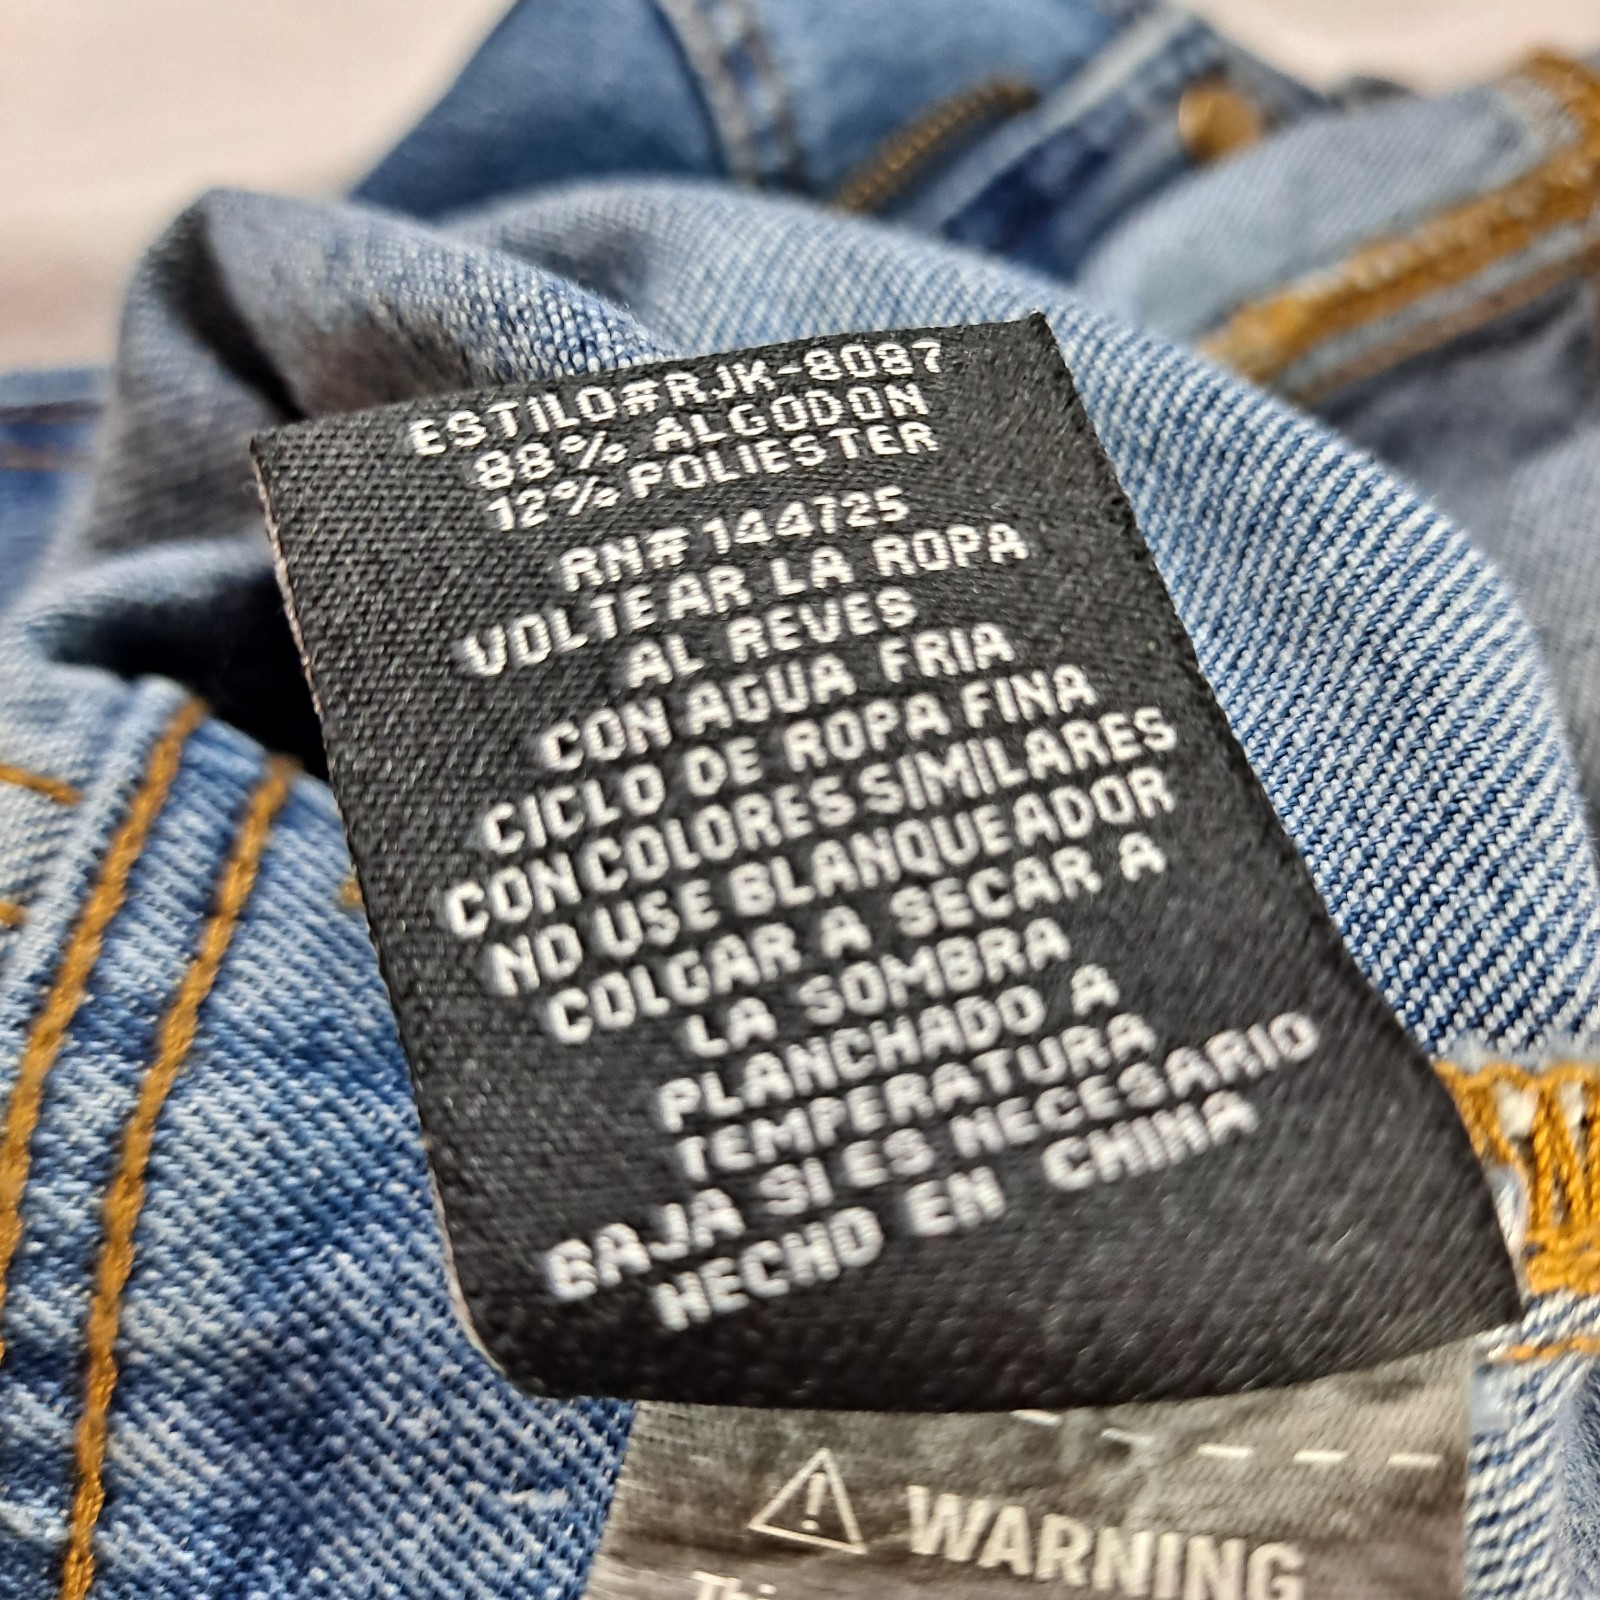 ESTILO#RJK-8087
88% ALGODON
12% POLIESTER
RN# 144725
VOLTEAR LA ROPA
AL REVES
CON AGUA FRIA
CICLO DE ROPA FINA
CON COLORES SIMILARES
NO USE BLANQUEADOR
COLGAR A SECAR A
LA SOMBRA
PLANCHADO A
TEMPERATURA
BAJA SI ES NECESARIO
HECHO EN CHINA
WARNING